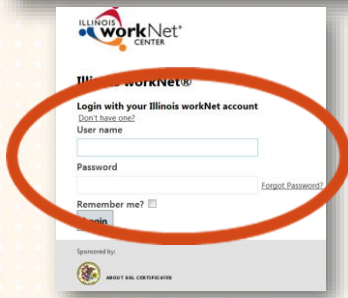 ILLINOIS
workNet®
CENTER
Illinois workNet®
Login with your Illinois workNet account
Don't have one?
User name
Password
Forgot Password?
Remember me?
Login
Sponsored by:
ABOUT SSL CERTIFICATES